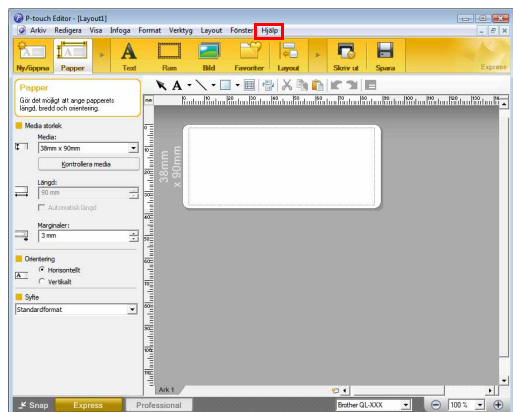 P-touch Editor - [Layout1]
Arkiv Redigera Visa Infoga Format Verktyg Layout Fönster Hjälp
Ny/öppna Papper Text Ram Bild Favoriter Layout Skriv ut Spara Express
Papper
Gör det möjligt att ange papperets
längd, bredd och orientering.
Media storlek
Media:
38mm x 90mm
Kontrollera media
Längd:
90 mm
Automatisk längd
Marginaler:
3 mm
Orientering
Horisontellt
Vertikalt
Syfte
Standardformat
38mm
x 90mm
Ark 1
Snap Express Professional Brother QL-XXX 100 %